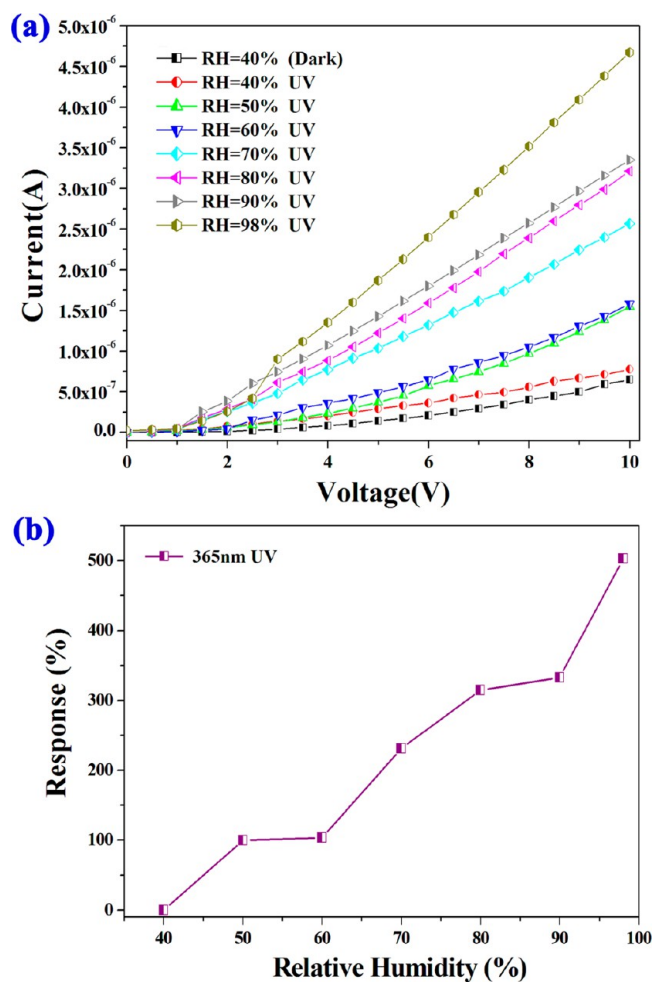 (a)
5.0x10⁻⁶
4.5x10⁻⁶
4.0x10⁻⁶
3.5x10⁻⁶
3.0x10⁻⁶
2.5x10⁻⁶
2.0x10⁻⁶
1.5x10⁻⁶
1.0x10⁻⁶
5.0x10⁻⁷
0.0
Current(A)
RH=40% (Dark)
RH=40% UV
RH=50% UV
RH=60% UV
RH=70% UV
RH=80% UV
RH=90% UV
RH=98% UV
0 2 4 6 8 10
Voltage(V)
(b)
500
400
300
200
100
0
Response (%)
365nm UV
40 50 60 70 80 90 100
Relative Humidity (%)